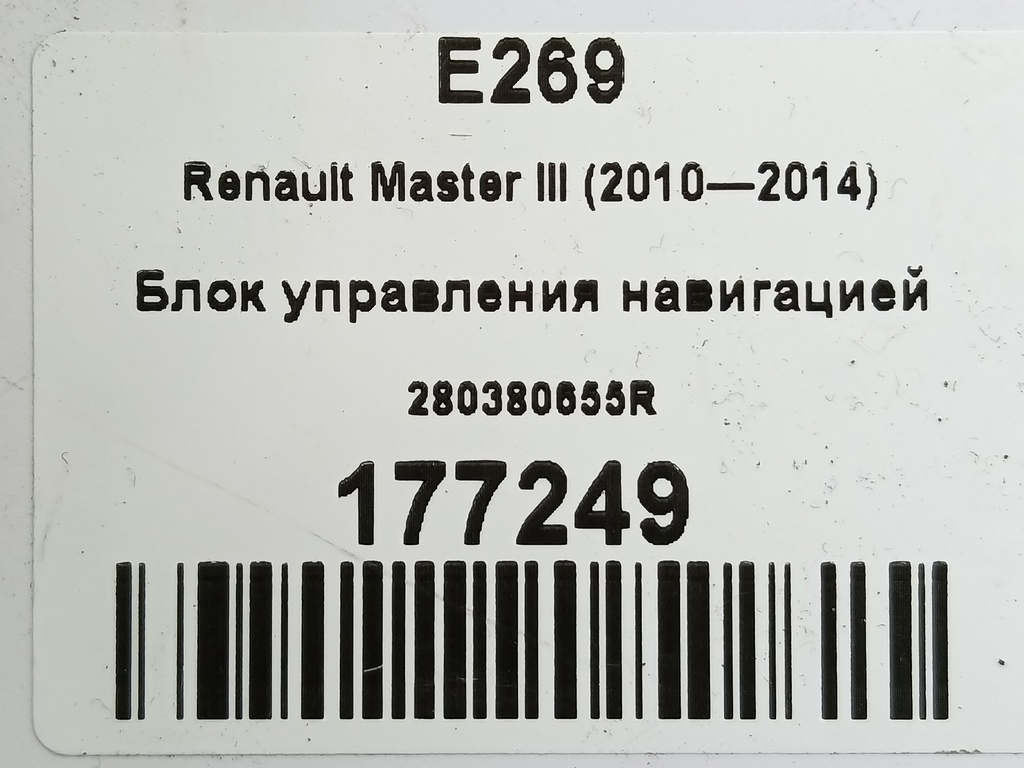 E269
Renault Master III (2010—2014)
Блок управления навигацией
280380655R
177249